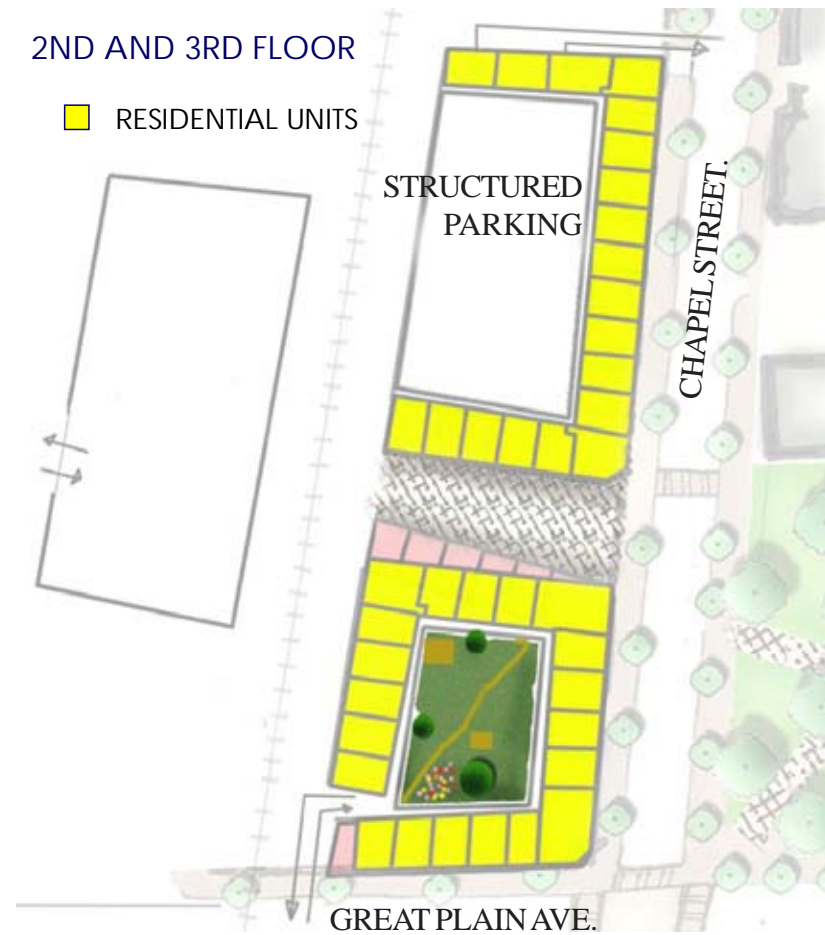 2ND AND 3RD FLOOR
RESIDENTIAL UNITS
STRUCTURED
PARKING
CHAPEL STREET.
GREAT PLAIN AVE.